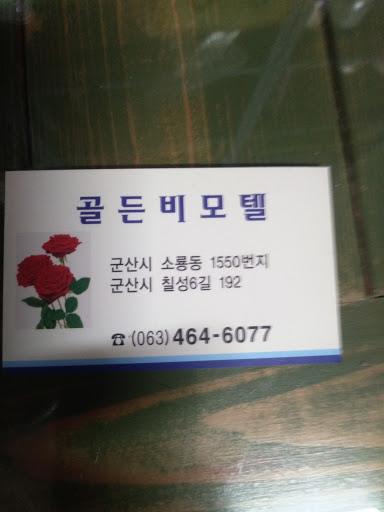 골든비모텔
군산시 소룡동 1550번지
군산시 칠성6길 192
☎(063)464-6077